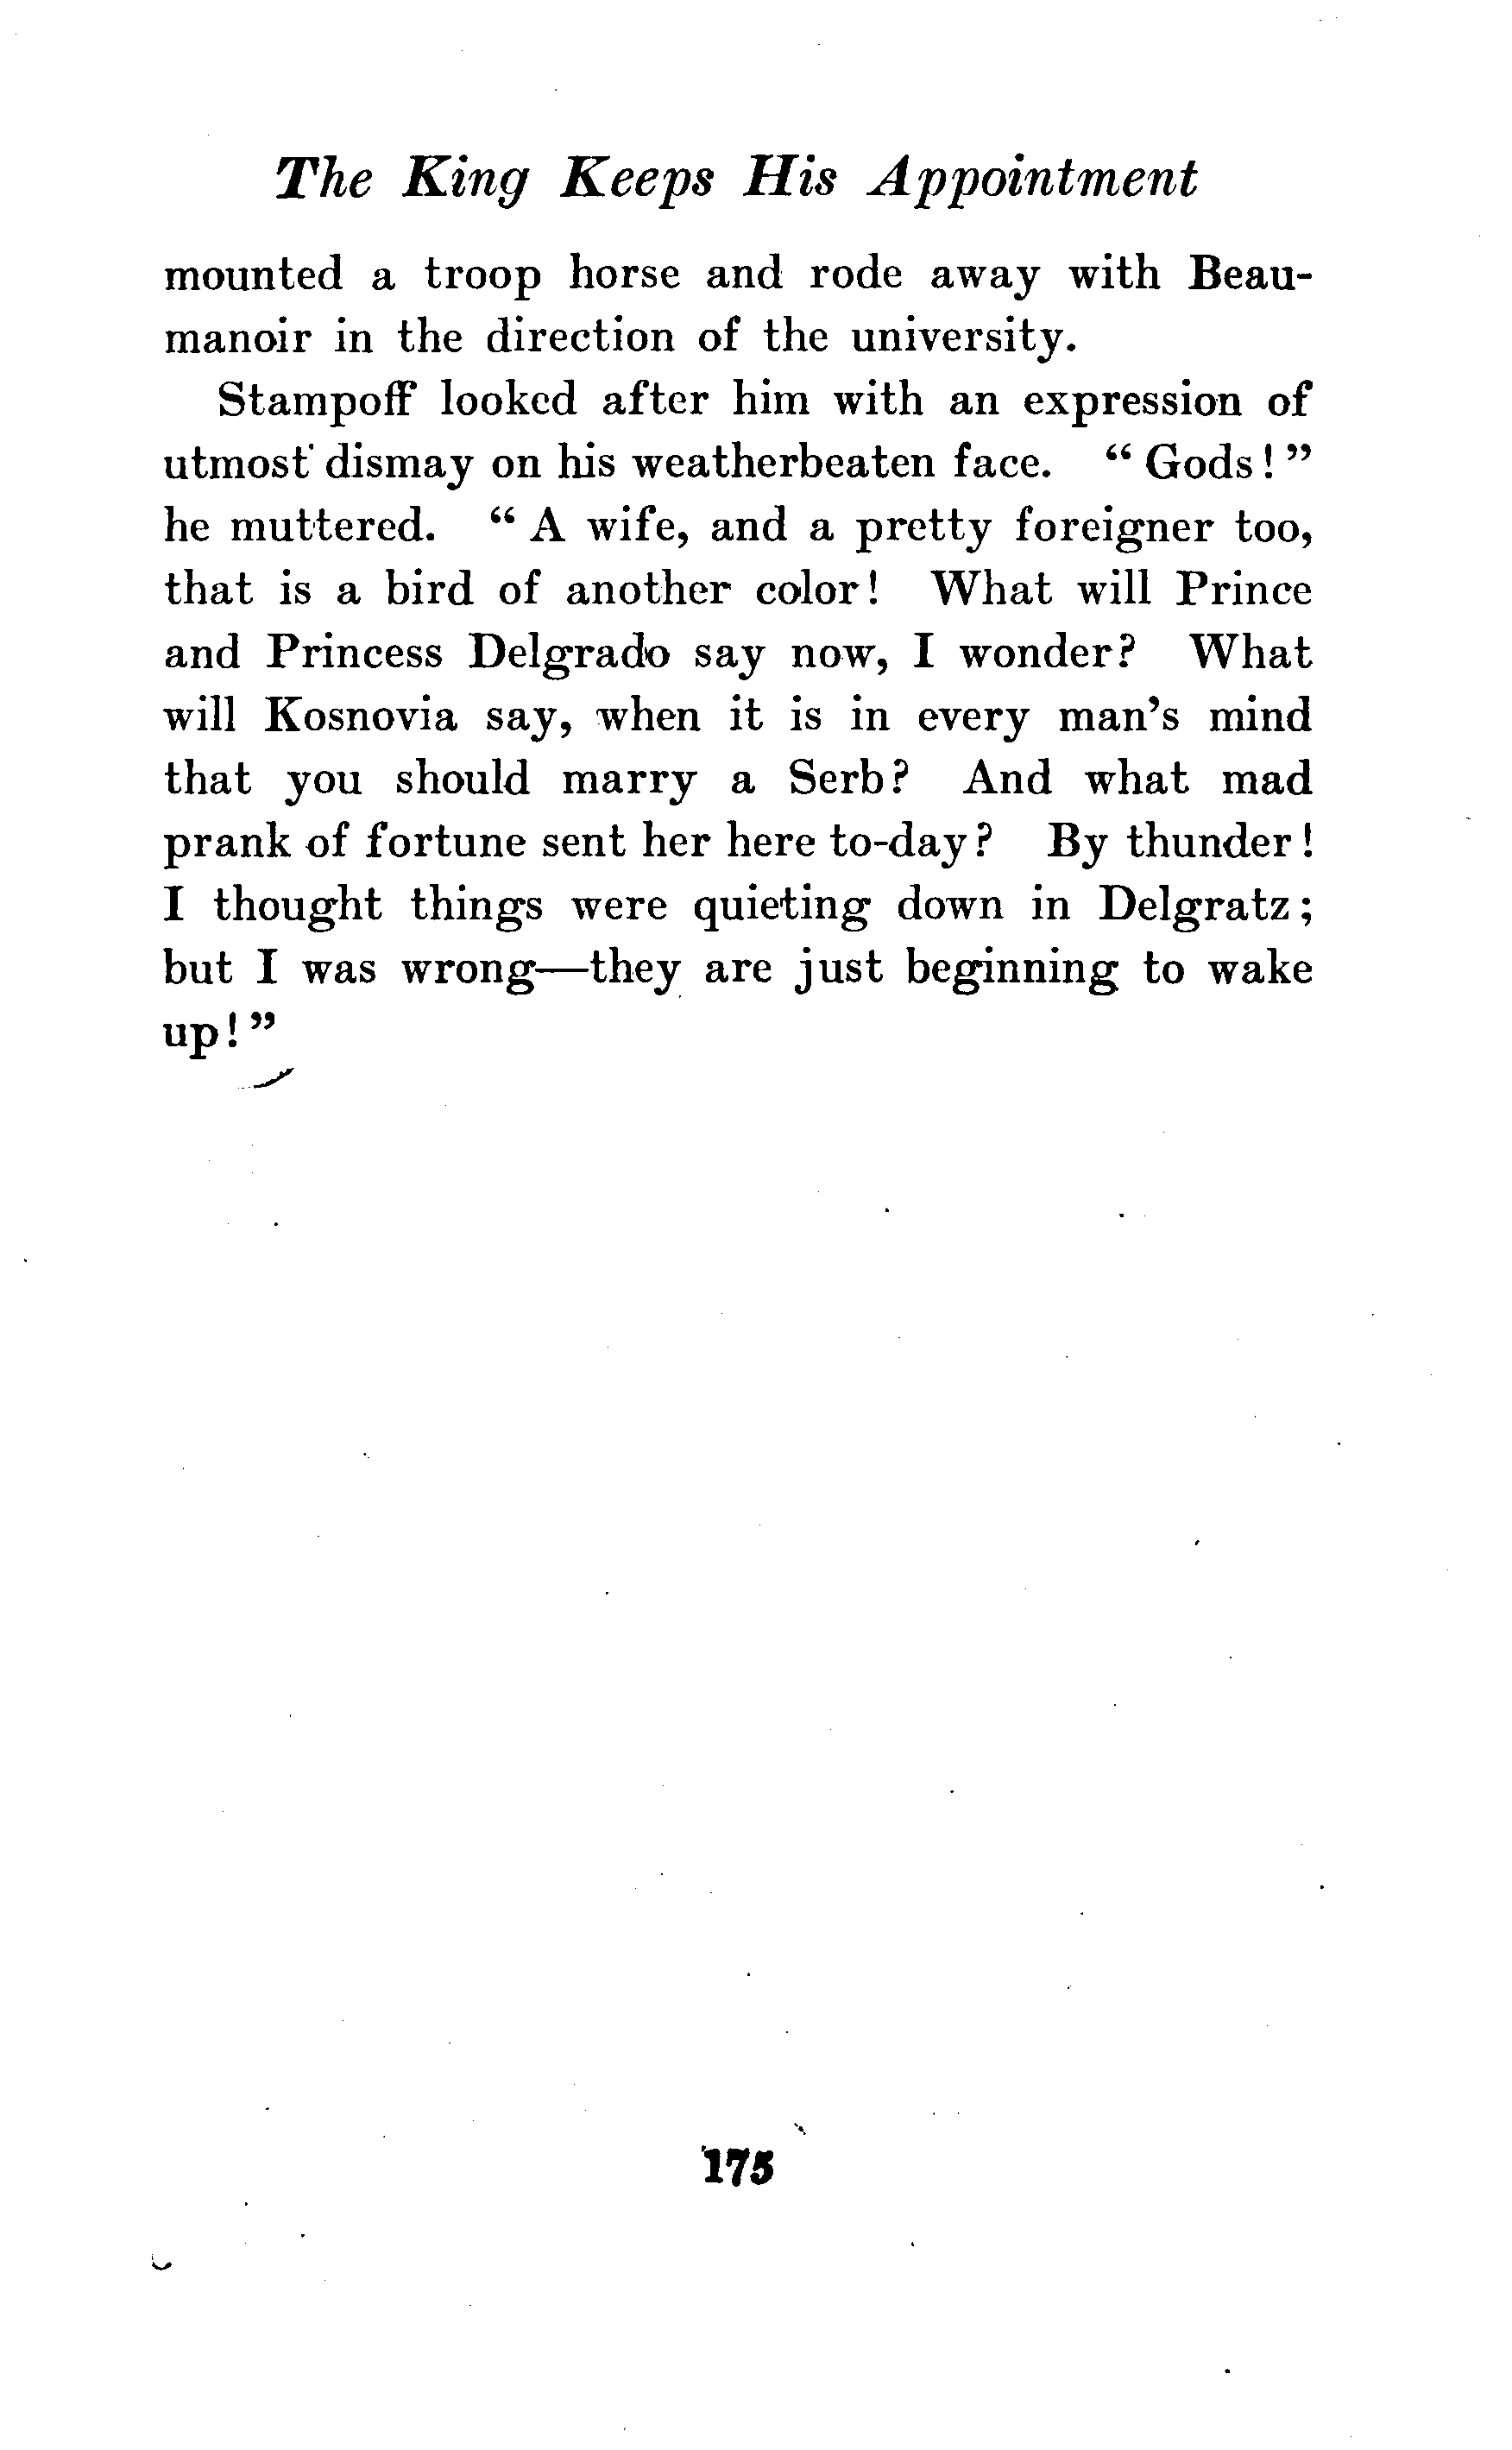 The King Keeps His Appointment
mounted a troop horse and rode away with Beau-
manoir in the direction of the university.
Stampoff looked after him with an expression of
utmost dismay on his weatherbeaten face. “ Gods! ”
he muttered. “ A wife, and a pretty foreigner too,
that is a bird of another color! What will Prince
and Princess Delgrado say now, I wonder? What
will Kosnovia say, when it is in every man’s mind
that you should marry a Serb? And what mad
prank of fortune sent her here to-day? By thunder!
I thought things were quieting down in Delgratz;
but I was wrong—they are just beginning to wake
up! ”
175